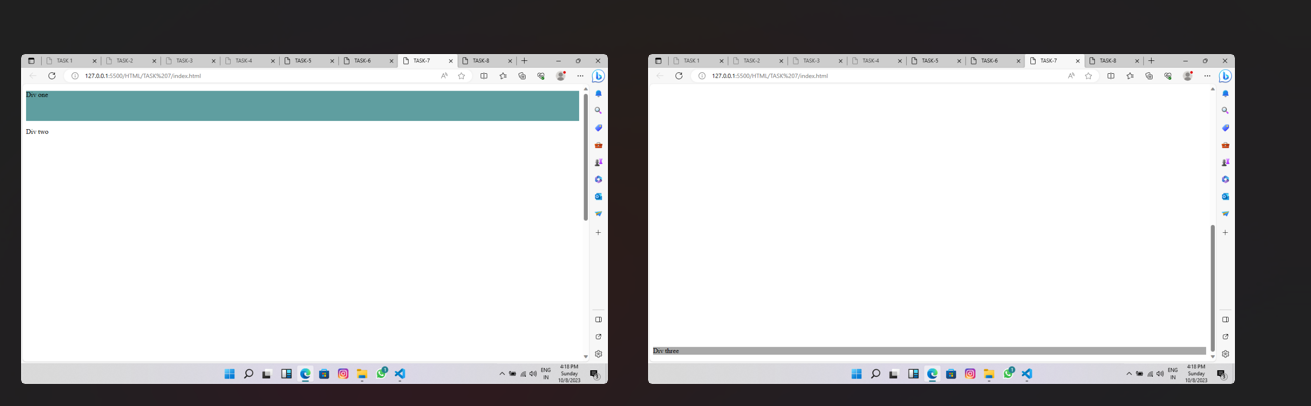 TASK 1
TASK-2
TASK-3
TASK-4
TASK-5
TASK-6
TASK-7
TASK-8
127.0.0.1:5500/HTML/TASK%207/index.html
Div one
Div two
ENG
IN
4:18 PM
Sunday
10/8/2023
TASK 1
TASK-2
TASK-3
TASK-4
TASK-5
TASK-6
TASK-7
TASK-8
127.0.0.1:5500/HTML/TASK%207/index.html
Div three
ENG
IN
4:18 PM
Sunday
10/8/2023